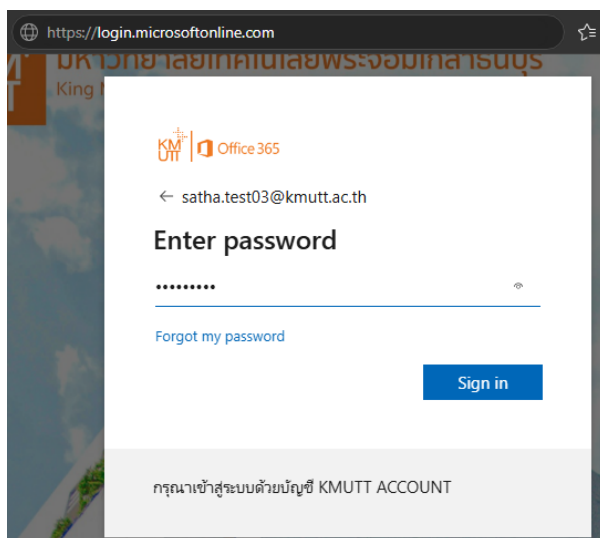 https://login.microsoftonline.com
มหาวิทยาลัยเทคโนโลยีพระจอมเกล้าธนบุรี
King
KMUTT Office 365
← satha.test03@kmutt.ac.th
Enter password
•••••••••
Forgot my password
Sign in
กรุณาเข้าสู่ระบบด้วยบัญชี KMUTT ACCOUNT